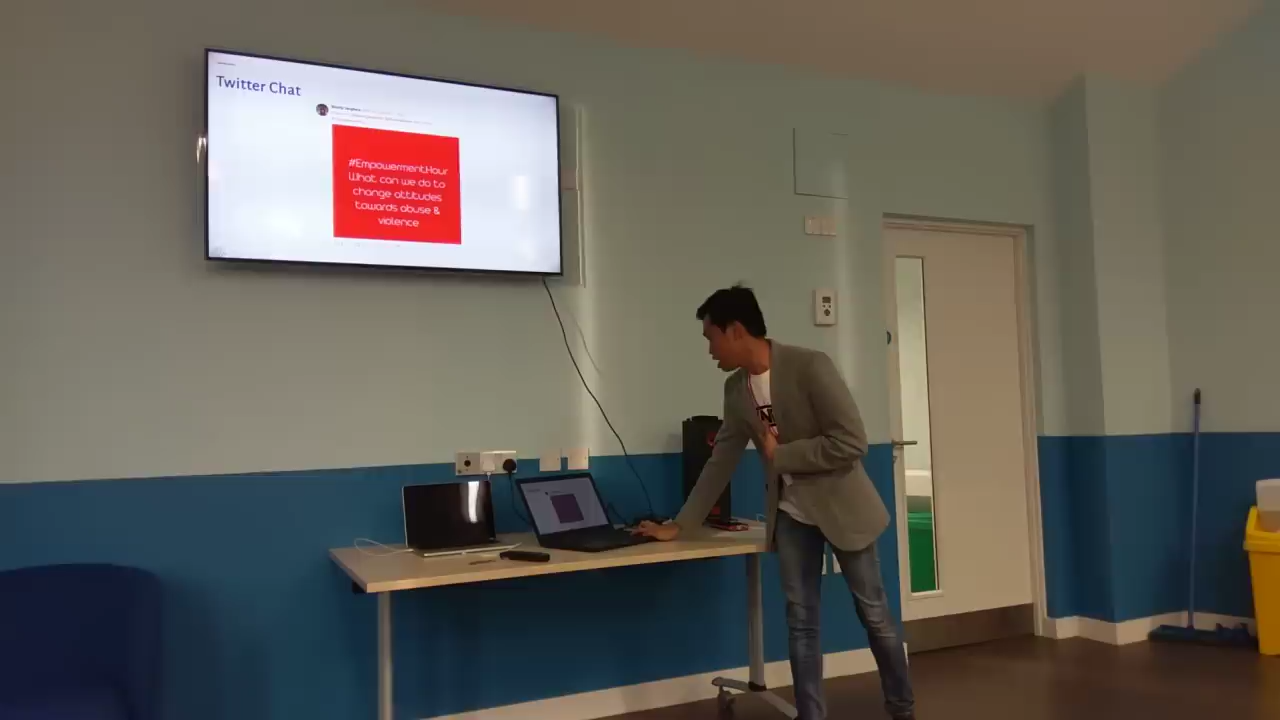 Twitter Chat
#EmpowermentHour
What can we do to
change attitudes
towards abuse &
violence